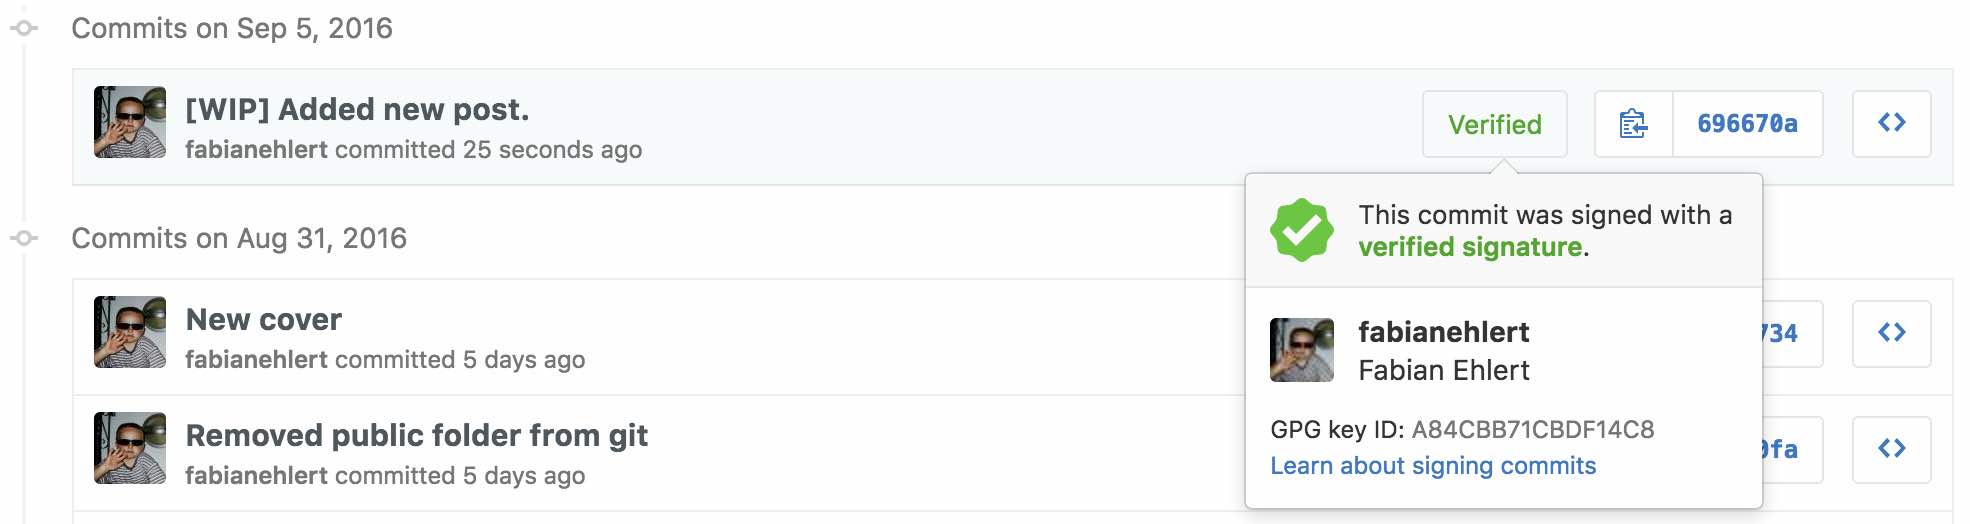 Commits on Sep 5, 2016
[WIP] Added new post.
fabianehlert committed 25 seconds ago
Verified
696670a
This commit was signed with a
verified signature.
fabianehlert
Fabian Ehlert
GPG key ID: A84CBB71CBDF14C8
Learn about signing commits
Commits on Aug 31, 2016
New cover
fabianehlert committed 5 days ago
734
Removed public folder from git
fabianehlert committed 5 days ago
0fa